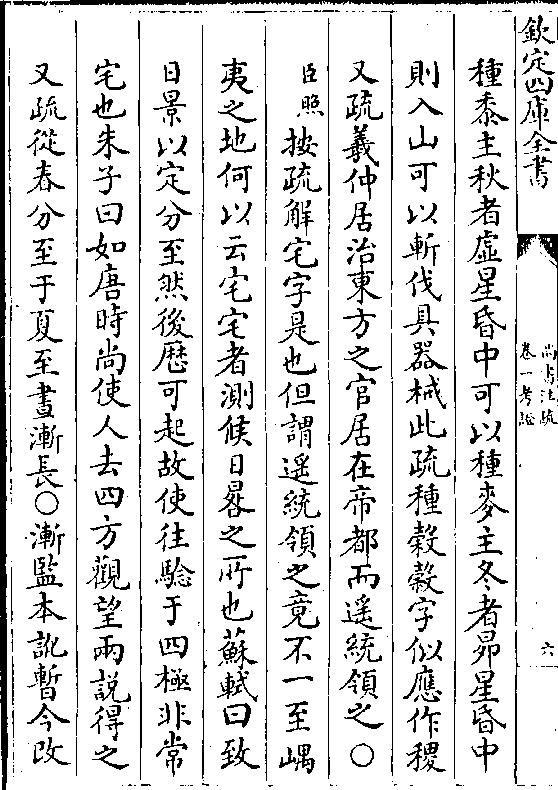 欽定四庫全書
尚書注疏
卷一考證
六
種黍主秋者虛星昏中可以種麥主冬者昴星昏中
則入山可以斬伐具器械此疏種穀穀字似應作稷
又疏羲仲居治東方之官居在帝都而遥統領之〇
臣照按疏解宅字是也但謂遥統領之竟不一至嵎
夷之地何以云宅宅者測候日晷之所也蘇軾曰致
日景以定分至然後歴可起故使往驗于四極非常
宅也朱子曰如唐時尚使人去四方觀望兩説得之
又疏從春分至于夏至晝漸長〇漸監本訛暫今改